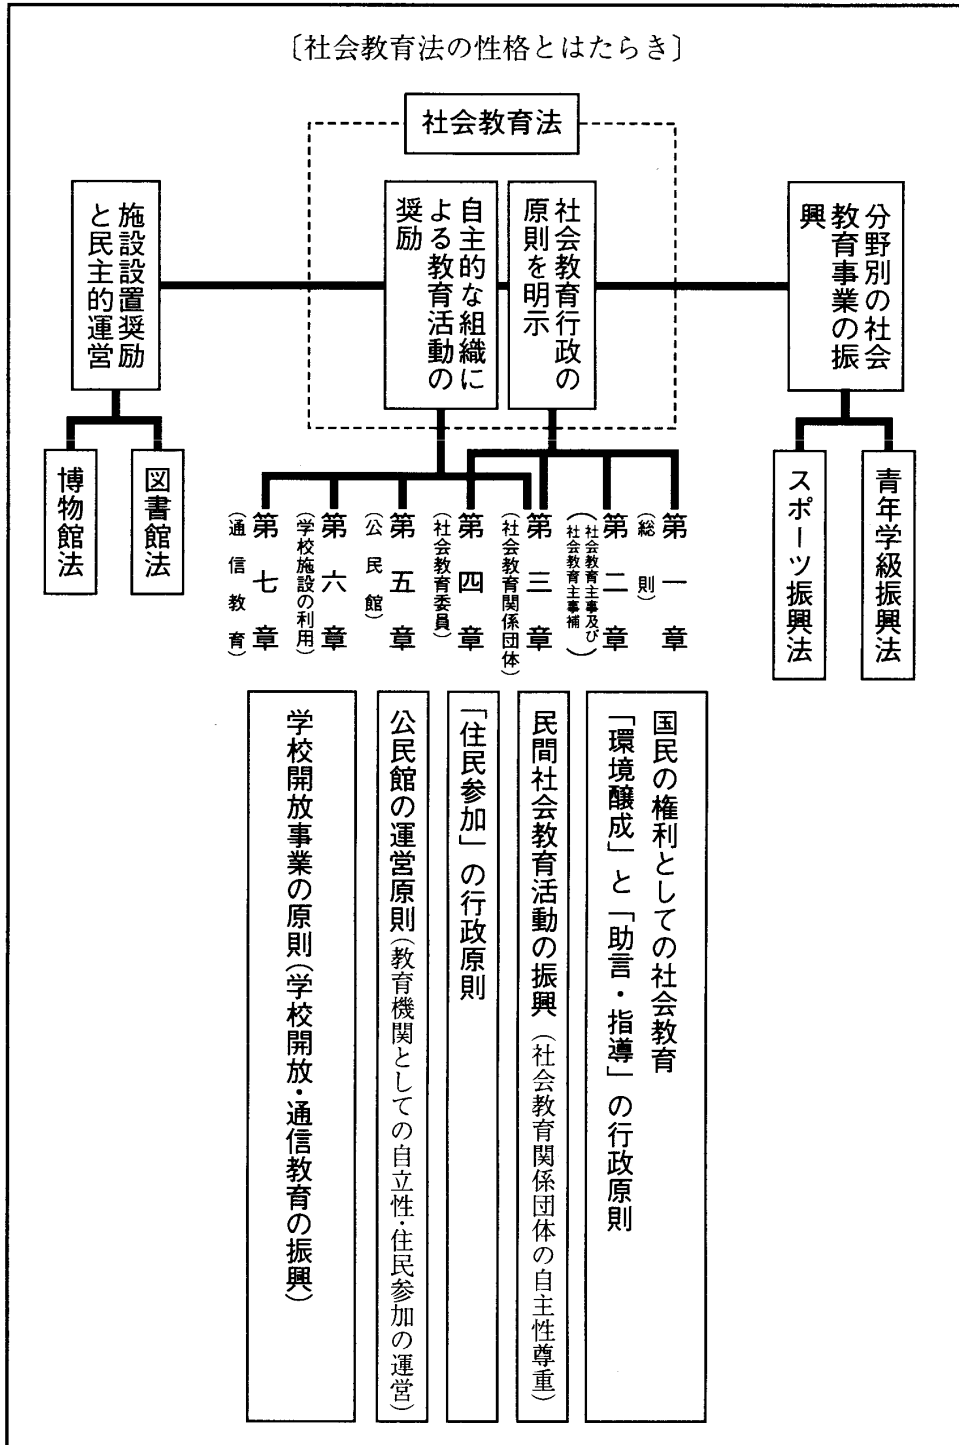 〔社会教育法の性格とはたらき〕
社会教育法
分野別の社会
教育事業の振
興
社会教育行政の
原則を明示
自主的な組織に
よる教育活動の
奨励
施設設置奨励
と民主的運営
青年学級振興法
スポーツ振興法
図書館法
博物館法
第一章
(総則)
第二章
(社会教育主事及び
社会教育主事補)
第三章
(社会教育関係団体)
第四章
(社会教育委員)
第五章
(公民館)
第六章
(学校施設の利用)
第七章
(通信教育)
国民の権利としての社会教育
「環境醸成」と「助言・指導」の行政原則
民間社会教育活動の振興(社会教育関係団体の自主性尊重)
「住民参加」の行政原則
公民館の運営原則(教育機関としての自立性・住民参加の運営)
学校開放事業の原則(学校開放・通信教育の振興)